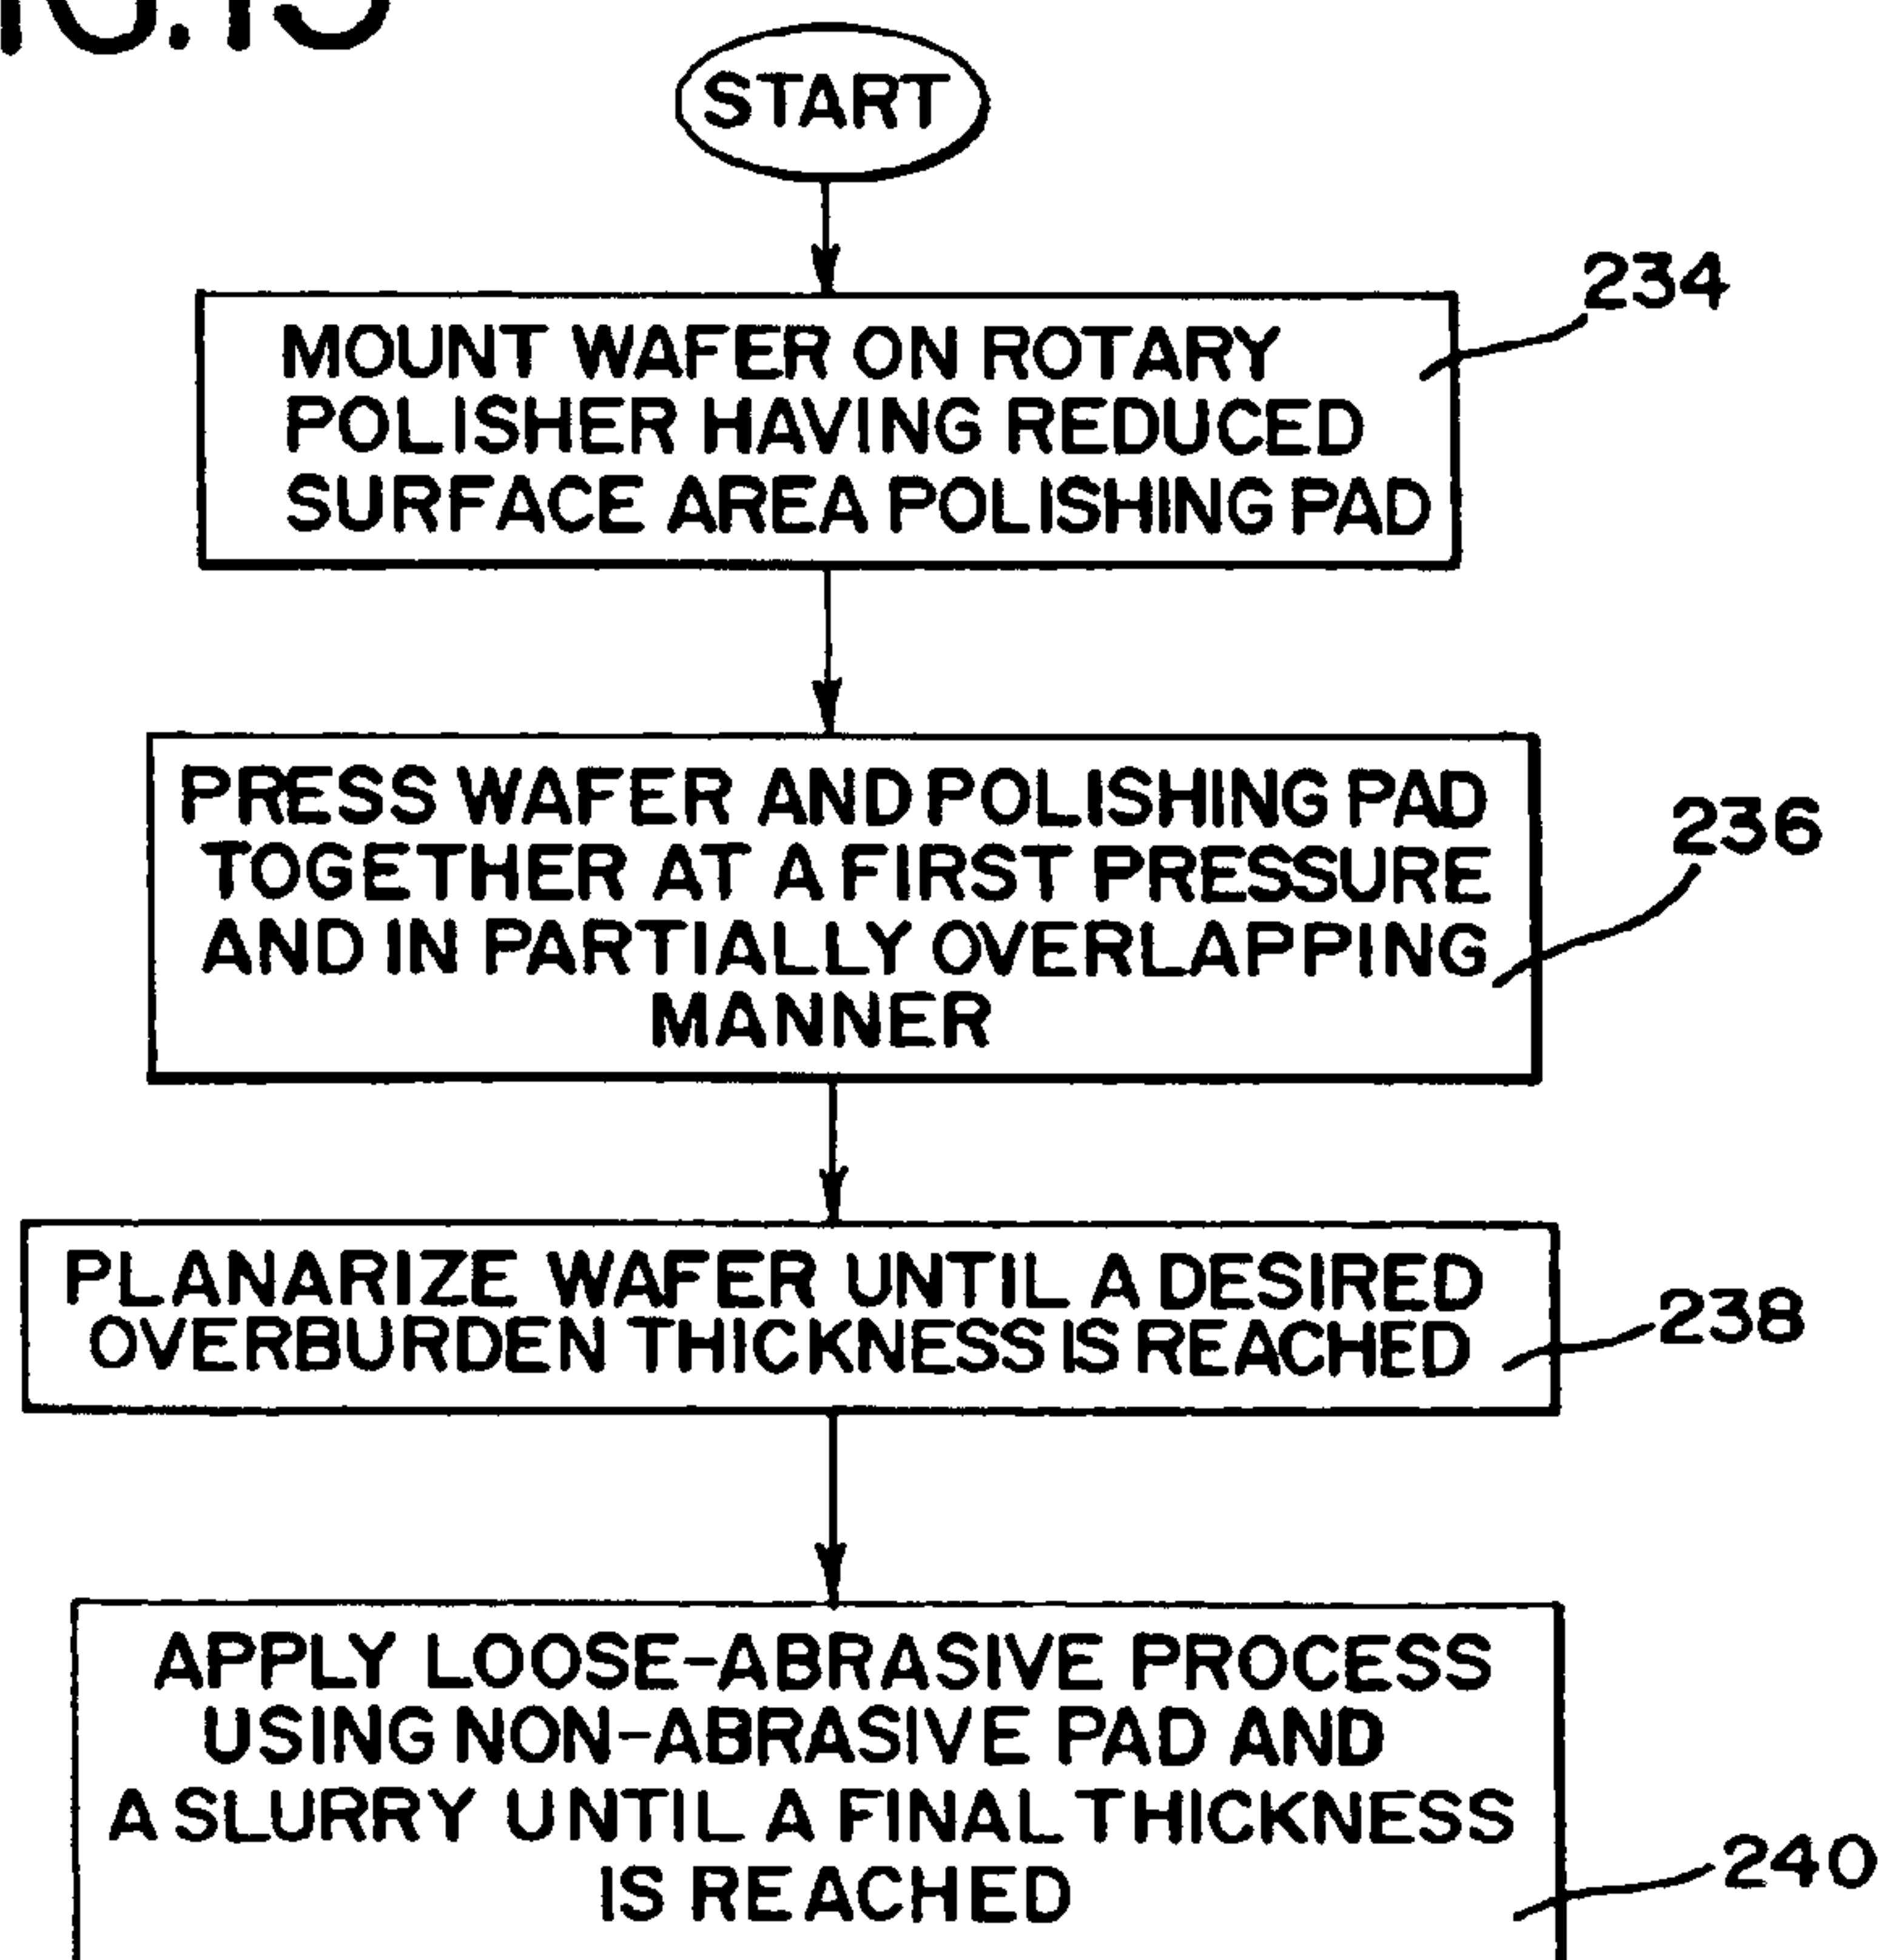 START
234
MOUNT WAFER ON ROTARY
POLISHER HAVING REDUCED
SURFACE AREA POLISHING PAD
PRESS WAFER AND POLISHING PAD
TOGETHER AT A FIRST PRESSURE
AND IN PARTIALLY OVERLAPPING
MANNER
236
PLANARIZE WAFER UNTIL A DESIRED
OVERBURDEN THICKNESS IS REACHED
238
APPLY LOOSE-ABRASIVE PROCESS
USING NON-ABRASIVE PAD AND
A SLURRY UNTIL A FINAL THICKNESS
IS REACHED
240